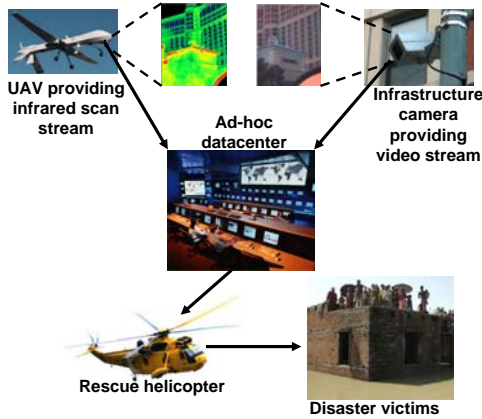 UAV providing
infrared scan
stream
Infrastructure
camera
providing
video stream
Ad-hoc
datacenter
Rescue helicopter
Disaster victims